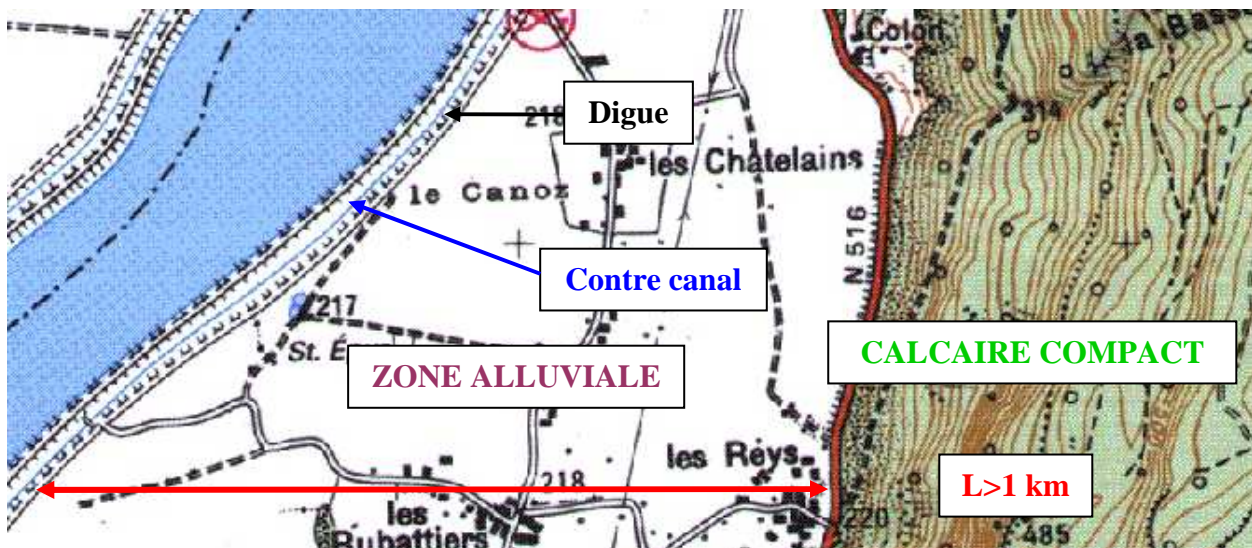 Colon
la Bass
Digue
218
314
les Châtelains
le Canoz
N 516
Contre canal
217
St. É
CALCAIRE COMPACT
ZONE ALLUVIALE
les Reys
L>1 km
218
les
Rubattiers
220
485